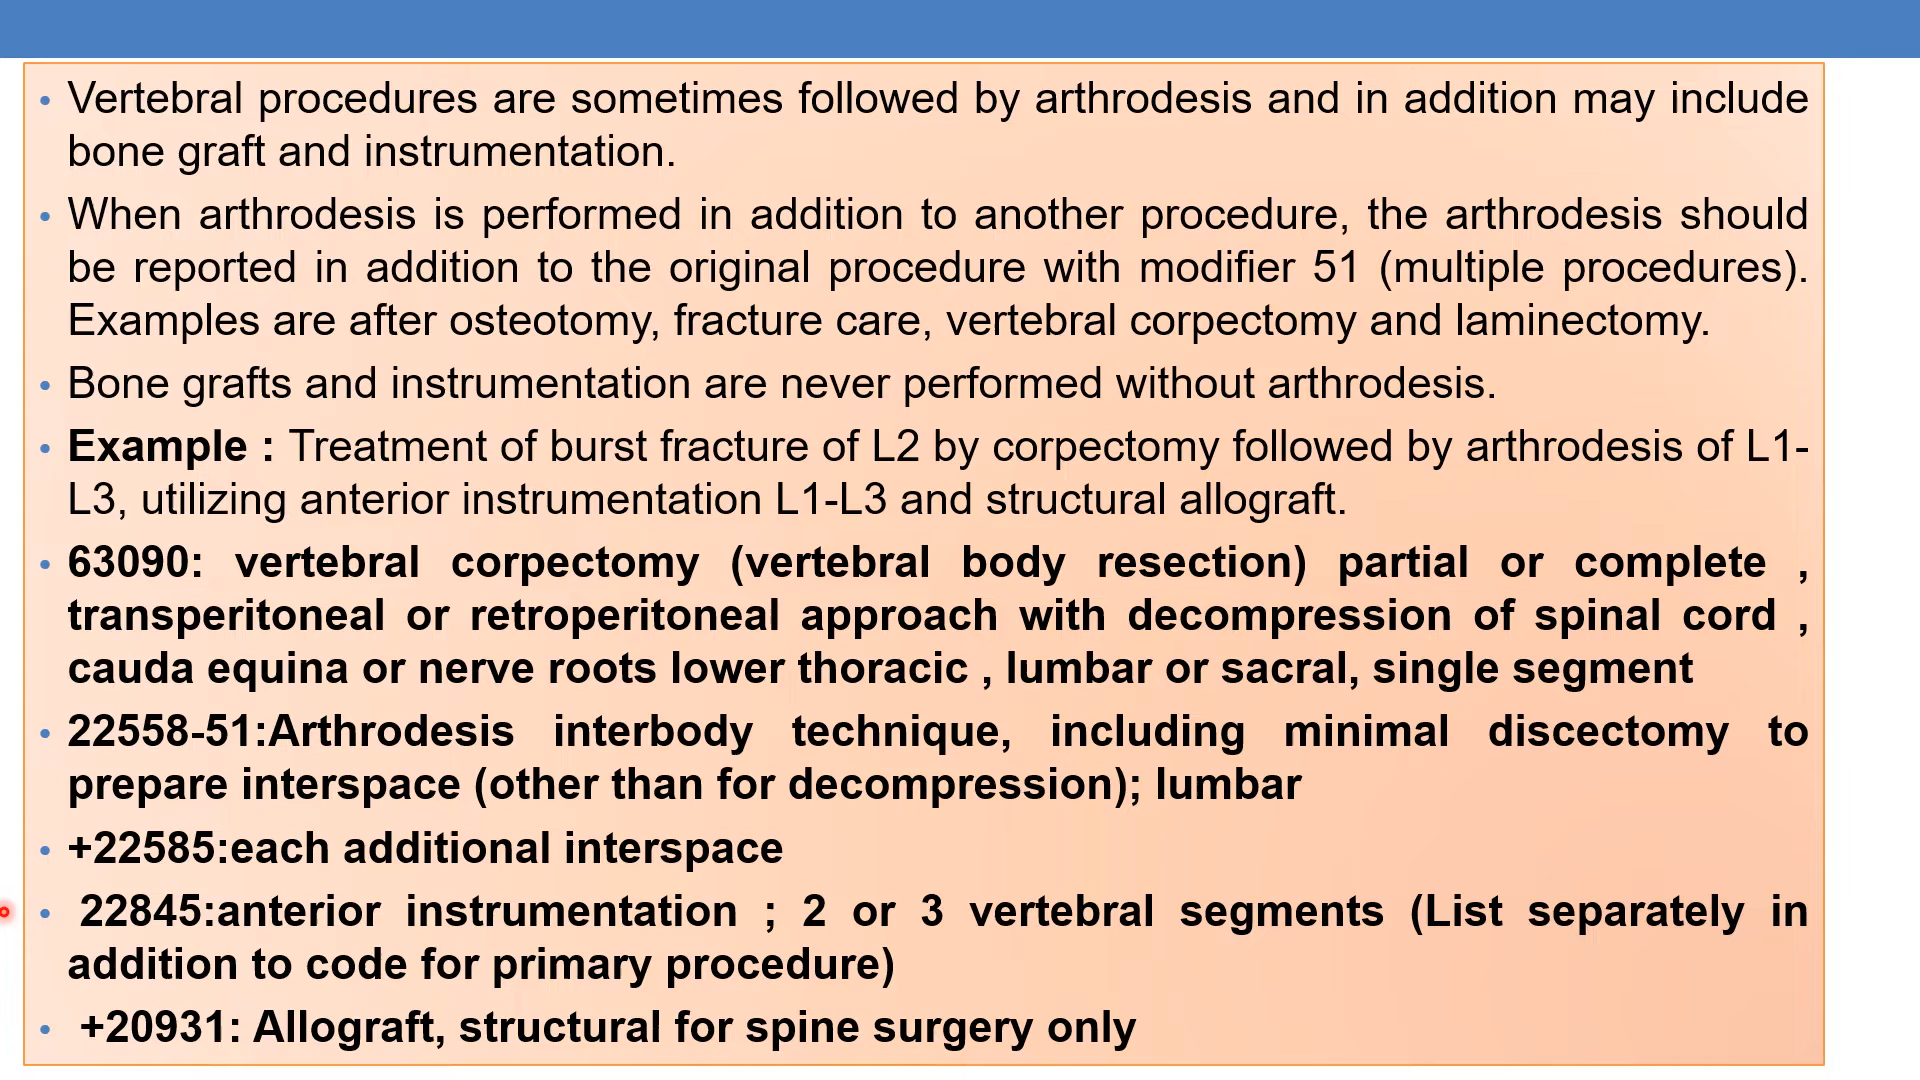 • Vertebral procedures are sometimes followed by arthrodesis and in addition may include
bone graft and instrumentation.
• When arthrodesis is performed in addition to another procedure, the arthrodesis should
be reported in addition to the original procedure with modifier 51 (multiple procedures).
Examples are after osteotomy, fracture care, vertebral corpectomy and laminectomy.
• Bone grafts and instrumentation are never performed without arthrodesis.
• Example : Treatment of burst fracture of L2 by corpectomy followed by arthrodesis of L1-
L3, utilizing anterior instrumentation L1-L3 and structural allograft.
• 63090: vertebral corpectomy (vertebral body resection) partial or complete ,
transperitoneal or retroperitoneal approach with decompression of spinal cord ,
cauda equina or nerve roots lower thoracic , lumbar or sacral, single segment
• 22558-51:Arthrodesis interbody technique, including minimal discectomy to
prepare interspace (other than for decompression); lumbar
• +22585:each additional interspace
• 22845:anterior instrumentation ; 2 or 3 vertebral segments (List separately in
addition to code for primary procedure)
• +20931: Allograft, structural for spine surgery only